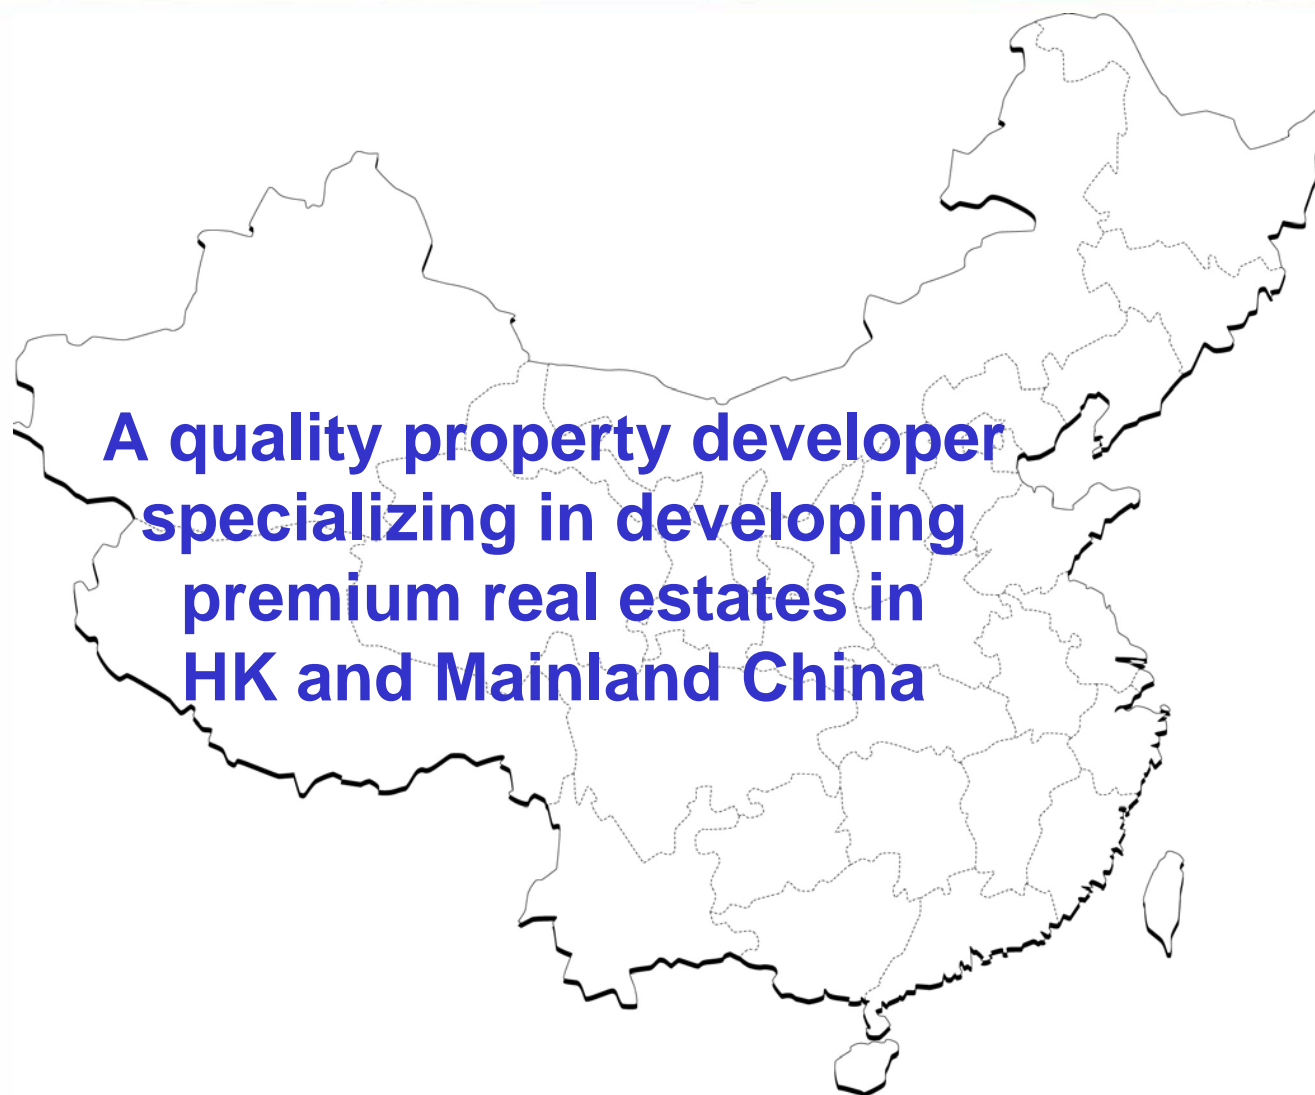 A quality property developer
specializing in developing
premium real estates in
HK and Mainland China